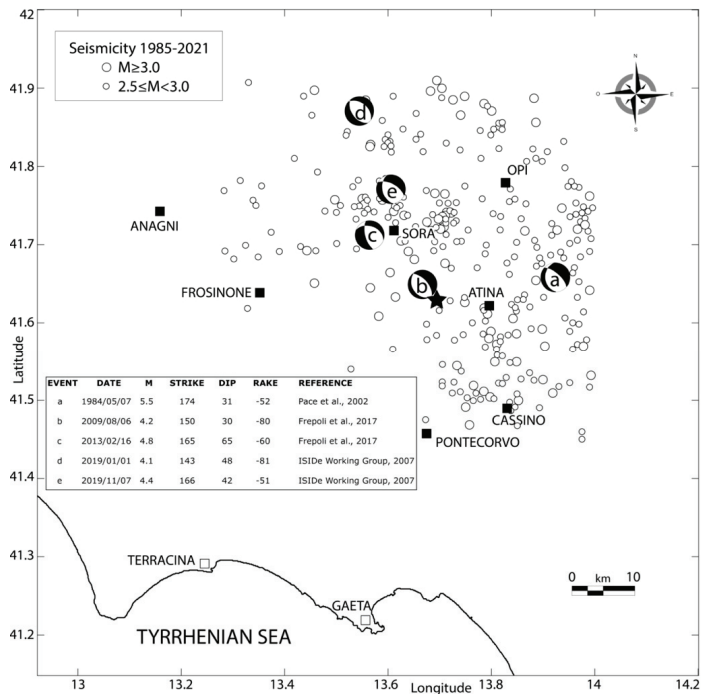 42
Seismicity 1985-2021
M≥3.0
2.5≤M<3.0
N
O E
S
41.9
d
41.8
OPI
e
ANAGNI
SORA
c
41.7
b
a
FROSINONE
ATINA
41.6
Latitude
EVENT DATE M STRIKE DIP RAKE REFERENCE
a 1984/05/07 5.5 174 31 -52 Pace et al., 2002
b 2009/08/06 4.2 150 30 -80 Frepoli et al., 2017
c 2013/02/16 4.8 165 65 -60 Frepoli et al., 2017
d 2019/01/01 4.1 143 48 -81 ISIDe Working Group, 2007
e 2019/11/07 4.4 166 42 -51 ISIDe Working Group, 2007
41.5
CASSINO
PONTECORVO
41.4
41.3
TERRACINA
0 km 10
GAETA
41.2
TYRRHENIAN SEA
13 13.2 13.4 13.6 13.8 14 14.2
Longitude